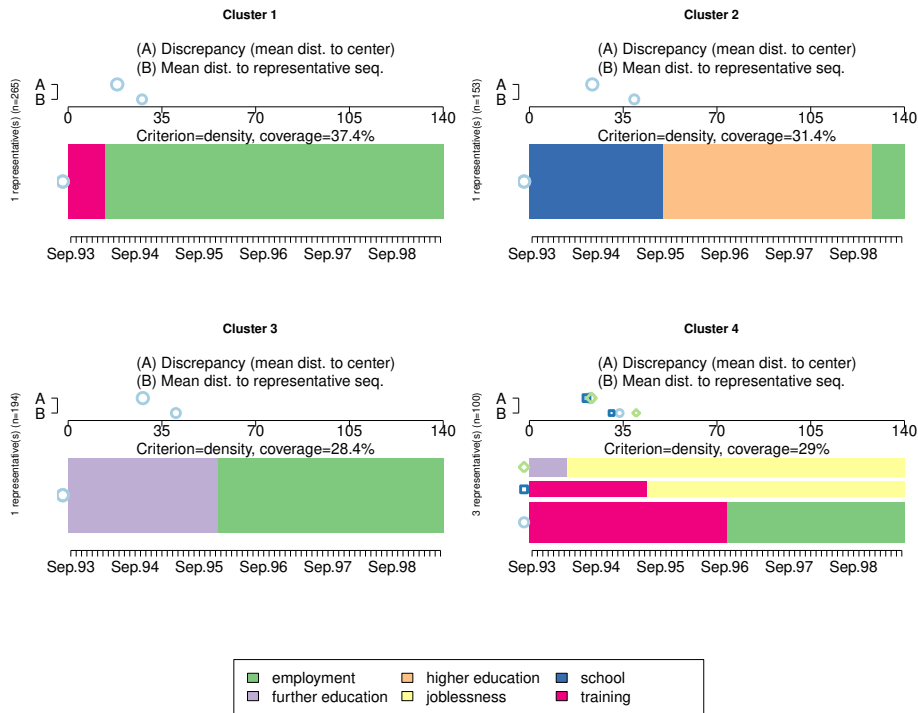 Cluster 1
(A) Discrepancy (mean dist. to center)
(B) Mean dist. to representative seq.
A
B
0 35 70 105 140
Criterion=density, coverage=37.4%
1 representative(s) (n=265)
Sep.93 Sep.94 Sep.95 Sep.96 Sep.97 Sep.98
Cluster 2
(A) Discrepancy (mean dist. to center)
(B) Mean dist. to representative seq.
A
B
0 35 70 105 140
Criterion=density, coverage=31.4%
1 representative(s) (n=153)
Sep.93 Sep.94 Sep.95 Sep.96 Sep.97 Sep.98
Cluster 3
(A) Discrepancy (mean dist. to center)
(B) Mean dist. to representative seq.
A
B
0 35 70 105 140
Criterion=density, coverage=28.4%
1 representative(s) (n=194)
Sep.93 Sep.94 Sep.95 Sep.96 Sep.97 Sep.98
Cluster 4
(A) Discrepancy (mean dist. to center)
(B) Mean dist. to representative seq.
A
B
0 35 70 105 140
Criterion=density, coverage=29%
3 representative(s) (n=100)
Sep.93 Sep.94 Sep.95 Sep.96 Sep.97 Sep.98
employment higher education school
further education joblessness training